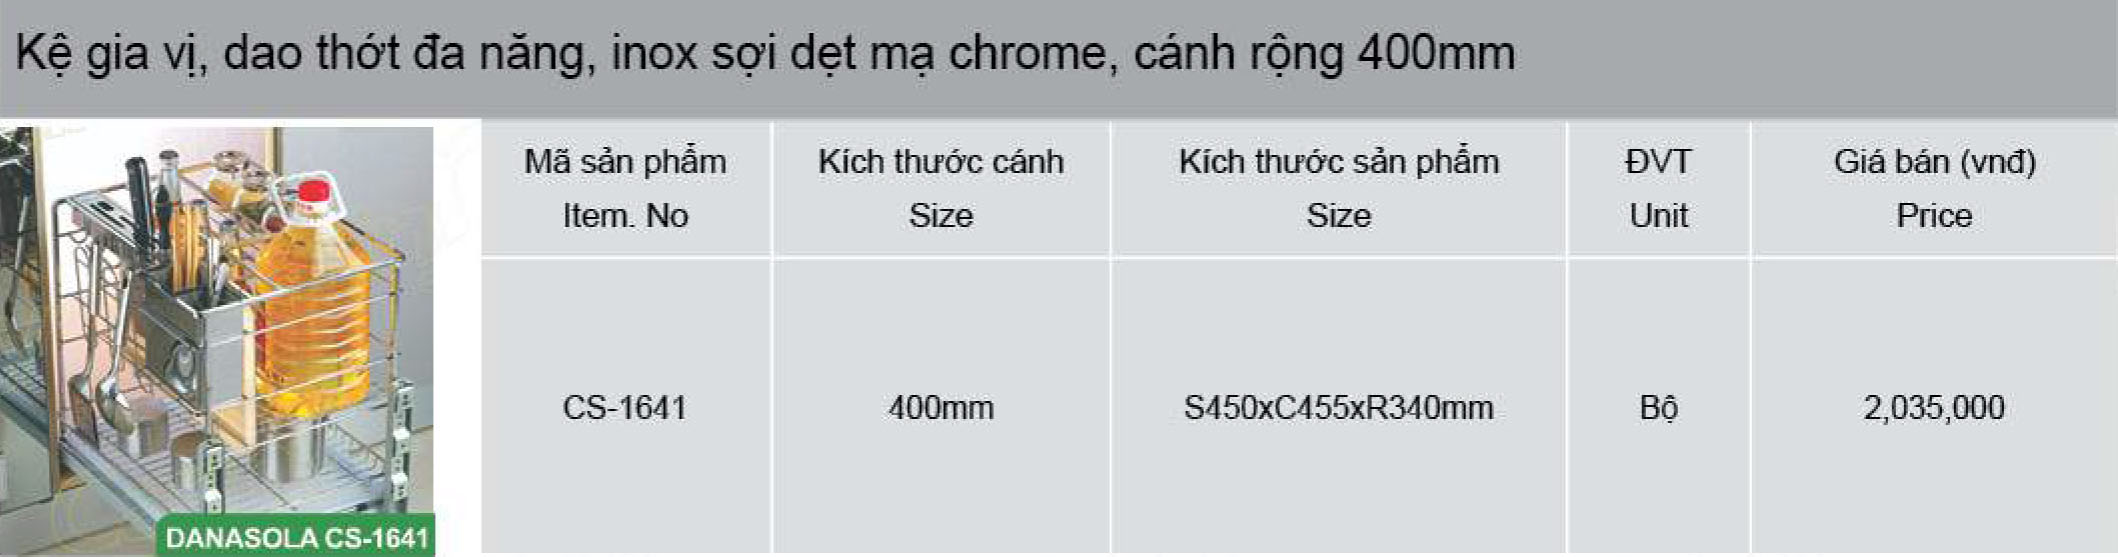 Kệ gia vị, dao thớt đa năng, inox sợi dẹt mạ chrome, cánh rộng 400mm
Mã sản phẩm
Item. No
Kích thước cánh
Size
Kích thước sản phẩm
Size
ĐVT
Unit
Giá bán (vnđ)
Price
CS-1641
400mm
S450xC455xR340mm
Bộ
2,035,000
DANASOLA CS-1641